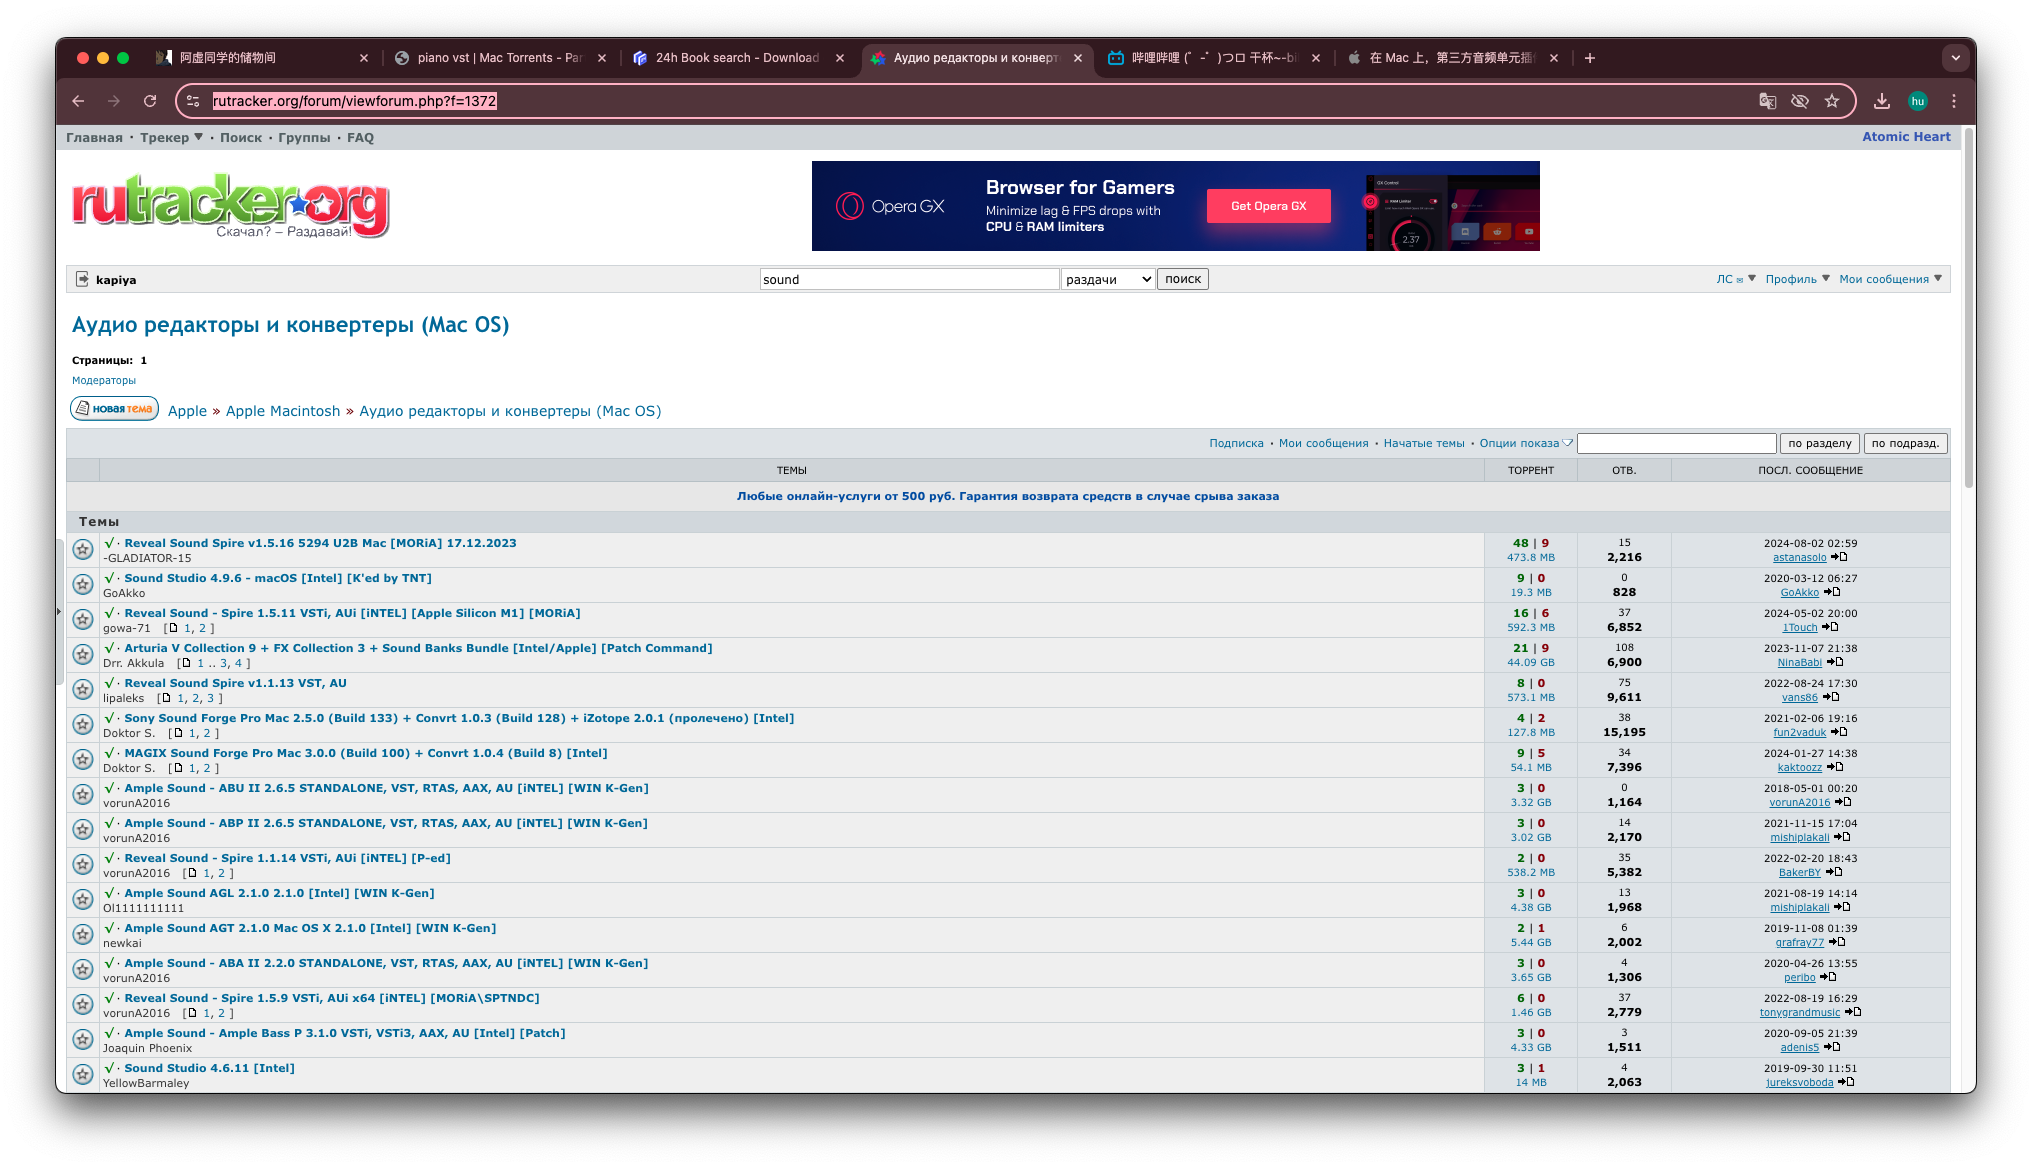 阿虚同学的储物间
piano vst | Mac Torrents - Par
24h Book search - Download
Аудио редакторы и конверте
哔哩哔哩 (゜-゜)つロ 干杯~-bi
在 Mac 上，第三方音频单元插
rutracker.org/forum/viewforum.php?f=1372
hu
Главная · Трекер · Поиск · Группы · FAQ
Atomic Heart
rutracker.org
Скачал? – Раздавай!
Opera GX
Browser for Gamers
Minimize lag & FPS drops with
CPU & RAM limiters
Get Opera GX
GX Control
RAM Limiter
2.37
kapiya
sound
раздачи
поиск
ЛС
Профиль
Мои сообщения
Аудио редакторы и конвертеры (Mac OS)
Страницы: 1
Модераторы
новая тема
Apple » Apple Macintosh » Аудио редакторы и конвертеры (Mac OS)
Подписка · Мои сообщения · Начатые темы · Опции показа
по разделу
по подразд.
ТЕМЫ
ТОРРЕНТ
ОТВ.
ПОСЛ. СООБЩЕНИЕ
Любые онлайн-услуги от 500 руб. Гарантия возврата средств в случае срыва заказа
Темы
√ · Reveal Sound Spire v1.5.16 5294 U2B Mac [MORiA] 17.12.2023
-GLADIATOR-15
48 | 9
473.8 MB
15
2,216
2024-08-02 02:59
astanasolo
√ · Sound Studio 4.9.6 - macOS [Intel] [K'ed by TNT]
GoAkko
9 | 0
19.3 MB
0
828
2020-03-12 06:27
GoAkko
√ · Reveal Sound - Spire 1.5.11 VSTi, AUi [iNTEL] [Apple Silicon M1] [MORiA]
gowa-71 [ 1, 2 ]
16 | 6
592.3 MB
37
6,852
2024-05-02 20:00
1Touch
√ · Arturia V Collection 9 + FX Collection 3 + Sound Banks Bundle [Intel/Apple] [Patch Command]
Drr. Akkula [ 1 .. 3, 4 ]
21 | 9
44.09 GB
108
6,900
2023-11-07 21:38
NinaBabi
√ · Reveal Sound Spire v1.1.13 VST, AU
lipaleks [ 1, 2, 3 ]
8 | 0
573.1 MB
75
9,611
2022-08-24 17:30
vans86
√ · Sony Sound Forge Pro Mac 2.5.0 (Build 133) + Convrt 1.0.3 (Build 128) + iZotope 2.0.1 (пролечено) [Intel]
Doktor S. [ 1, 2 ]
4 | 2
127.8 MB
38
15,195
2021-02-06 19:16
fun2vaduk
√ · MAGIX Sound Forge Pro Mac 3.0.0 (Build 100) + Convrt 1.0.4 (Build 8) [Intel]
Doktor S. [ 1, 2 ]
9 | 5
54.1 MB
34
7,396
2024-01-27 14:38
kaktoozz
√ · Ample Sound - ABU II 2.6.5 STANDALONE, VST, RTAS, AAX, AU [iNTEL] [WIN K-Gen]
vorunA2016
3 | 0
3.32 GB
0
1,164
2018-05-01 00:20
vorunA2016
√ · Ample Sound - ABP II 2.6.5 STANDALONE, VST, RTAS, AAX, AU [iNTEL] [WIN K-Gen]
vorunA2016
3 | 0
3.02 GB
14
2,170
2021-11-15 17:04
mishiplakali
√ · Reveal Sound - Spire 1.1.14 VSTi, AUi [iNTEL] [P-ed]
vorunA2016 [ 1, 2 ]
2 | 0
538.2 MB
35
5,382
2022-02-20 18:43
BakerBY
√ · Ample Sound AGL 2.1.0 2.1.0 [Intel] [WIN K-Gen]
Ol1111111111
3 | 0
4.38 GB
13
1,968
2021-08-19 14:14
mishiplakali
√ · Ample Sound AGT 2.1.0 Mac OS X 2.1.0 [Intel] [WIN K-Gen]
newkai
2 | 1
5.44 GB
6
2,002
2019-11-08 01:39
grafray77
√ · Ample Sound - ABA II 2.2.0 STANDALONE, VST, RTAS, AAX, AU [iNTEL] [WIN K-Gen]
vorunA2016
3 | 0
3.65 GB
4
1,306
2020-04-26 13:55
peribo
√ · Reveal Sound - Spire 1.5.9 VSTi, AUi x64 [iNTEL] [MORiA\SPTNDC]
vorunA2016 [ 1, 2 ]
6 | 0
1.46 GB
37
2,779
2022-08-19 16:29
tonygrandmusic
√ · Ample Sound - Ample Bass P 3.1.0 VSTi, VSTi3, AAX, AU [Intel] [Patch]
Joaquin Phoenix
3 | 0
4.33 GB
3
1,511
2020-09-05 21:39
adenis5
√ · Sound Studio 4.6.11 [Intel]
YellowBarmaley
3 | 1
14 MB
4
2,063
2019-09-30 11:51
jureksvoboda